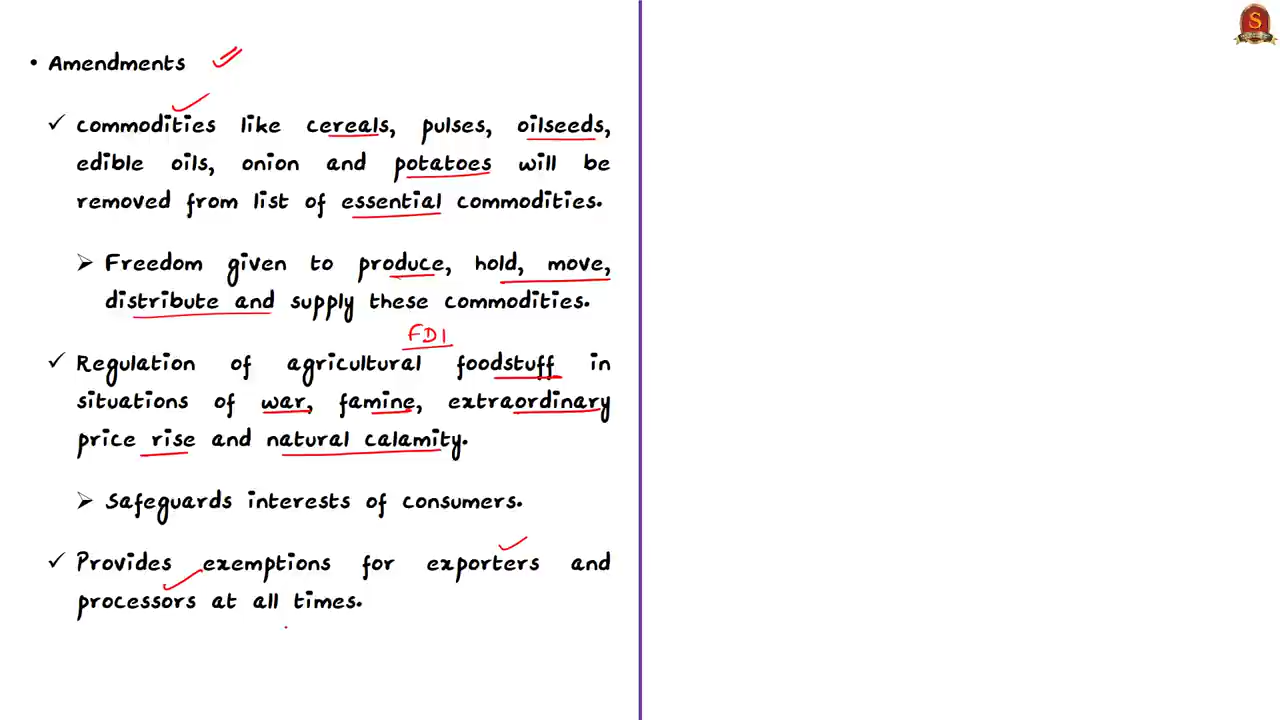 • Amendments
✓ Commodities like cereals, pulses, oilseeds,
edible oils, onion and potatoes will be
removed from list of essential commodities.
➢ Freedom given to produce, hold, move,
distribute and supply these commodities.
FDI
✓ Regulation of agricultural foodstuff in
situations of war, famine, extraordinary
price rise and natural calamity.
➢ Safeguards interests of consumers.
✓ Provides exemptions for exporters and
processors at all times.
S